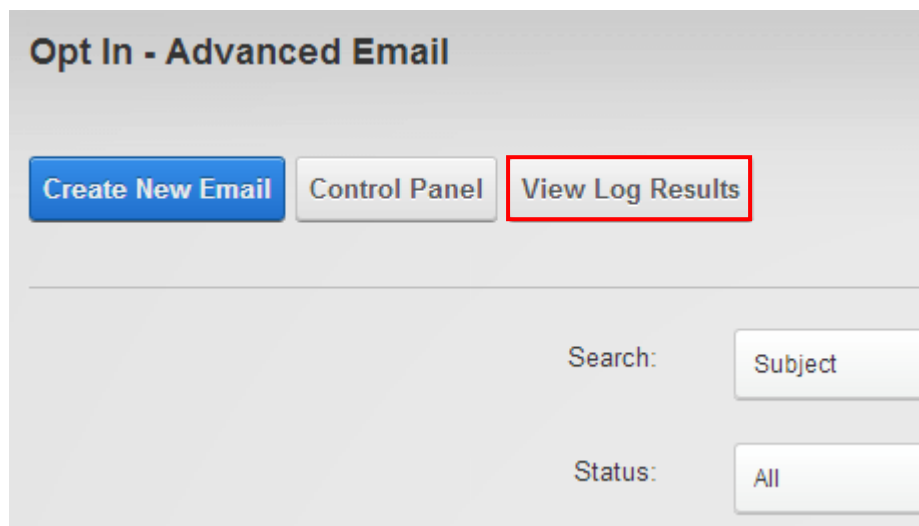 Opt In - Advanced Email
Create New Email Control Panel View Log Results
Search: Subject
Status: All